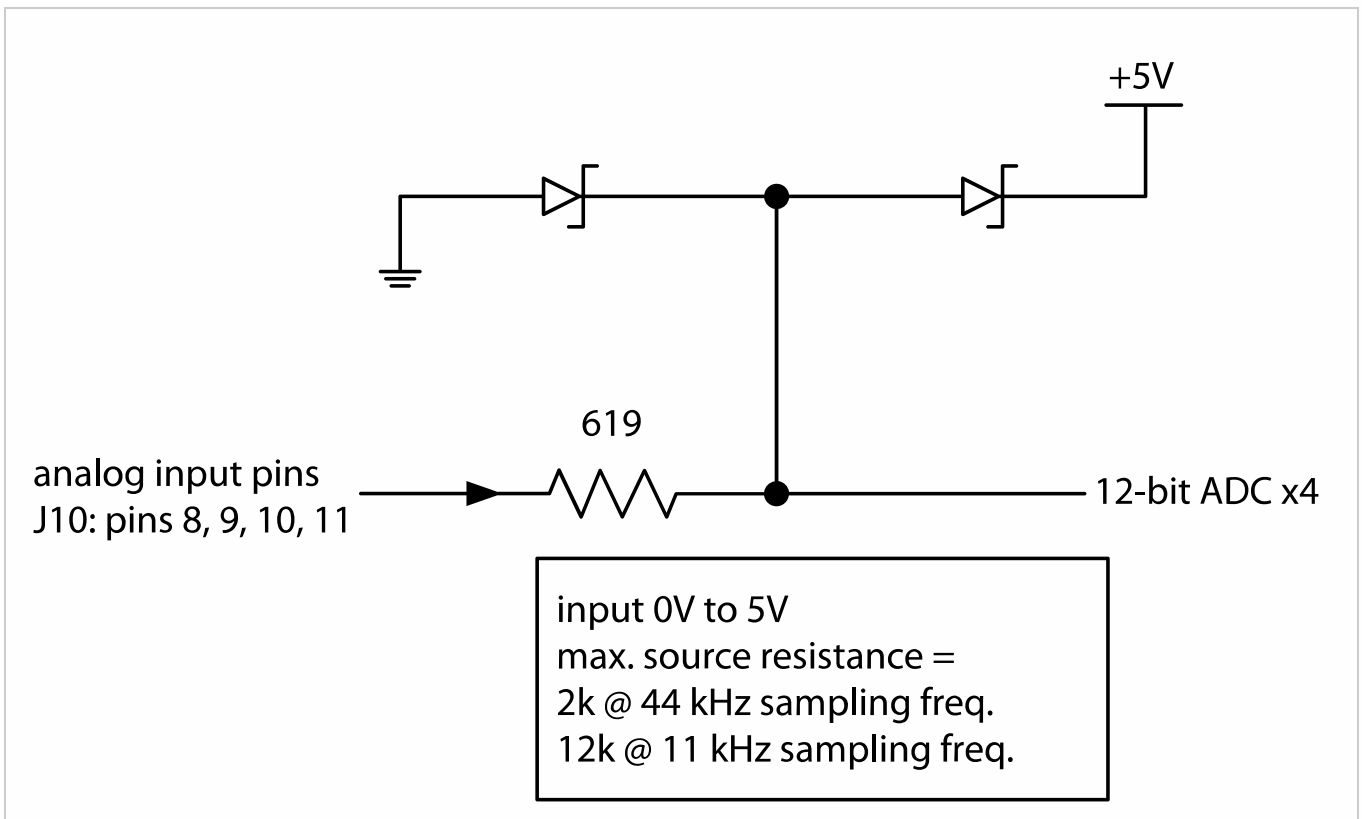 +5V
619
analog input pins
J10: pins 8, 9, 10, 11
12-bit ADC x4
input 0V to 5V
max. source resistance =
2k @ 44 kHz sampling freq.
12k @ 11 kHz sampling freq.